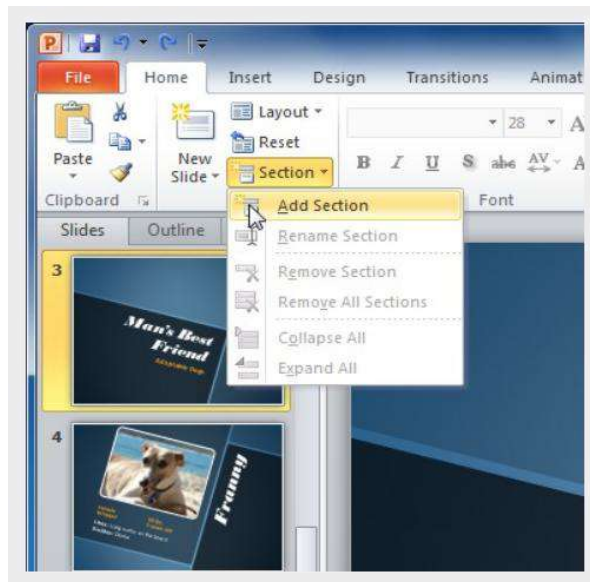 P
File Home Insert Design Transitions Animat
Layout
Reset
Section
Paste
New
Slide
28 A
B I U S abc AV A
Clipboard
Font
Add Section
Rename Section
Remove Section
Remove All Sections
Collapse All
Expand All
Slides Outline
3
Man's Best
Friend
Adoptable Dogs
4
Franny